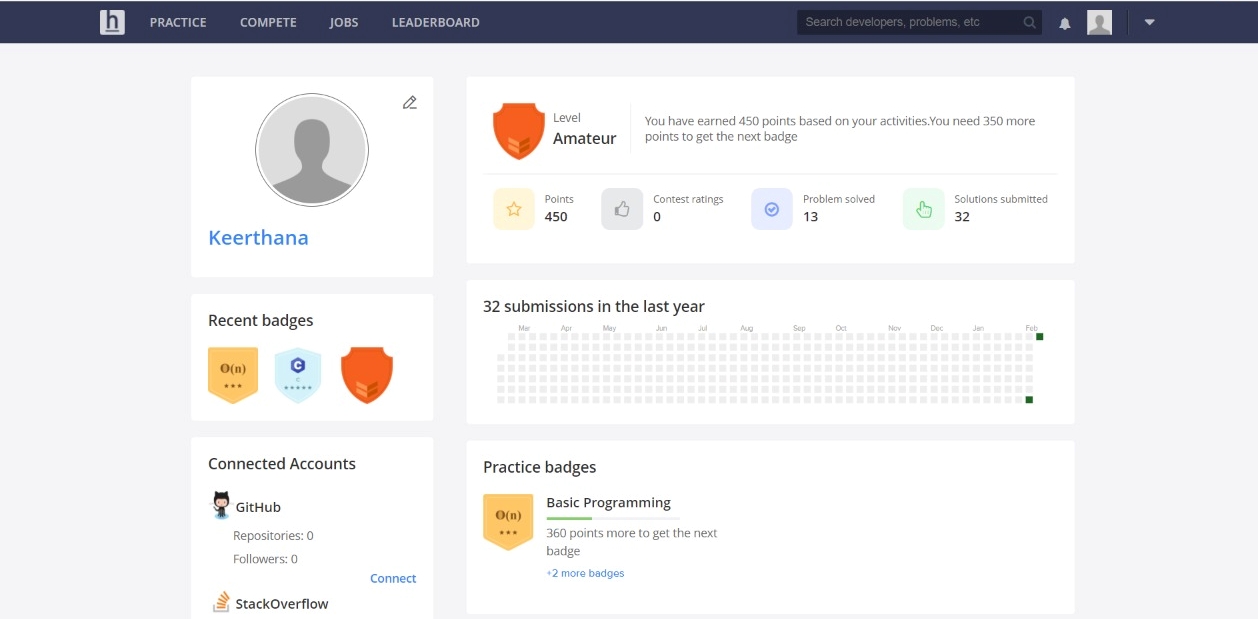 h PRACTICE COMPETE JOBS LEADERBOARD Search developers, problems, etc
Keerthana
Level
Amateur
You have earned 450 points based on your activities.You need 350 more
points to get the next badge
Points
450
Contest ratings
0
Problem solved
13
Solutions submitted
32
Recent badges
O(n)
C
C
32 submissions in the last year
Mar Apr May Jun Jul Aug Sep Oct Nov Dec Jan Feb
Connected Accounts
GitHub
Repositories: 0
Followers: 0
Connect
StackOverflow
Practice badges
O(n)
Basic Programming
360 points more to get the next
badge
+2 more badges